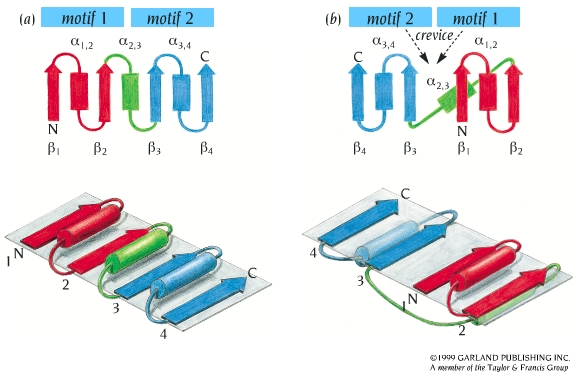 (a) motif 1 motif 2
α1,2 α2,3 α3,4
C
N
β1 β2 β3 β4
1 N
2
3
4
C
(b) motif 2 motif 1
crevice
α3,4 α1,2
C
α2,3
N
β4 β3 β1 β2
C
4
3
1 N
2
©1999 GARLAND PUBLISHING INC.
A member of the Taylor & Francis Group